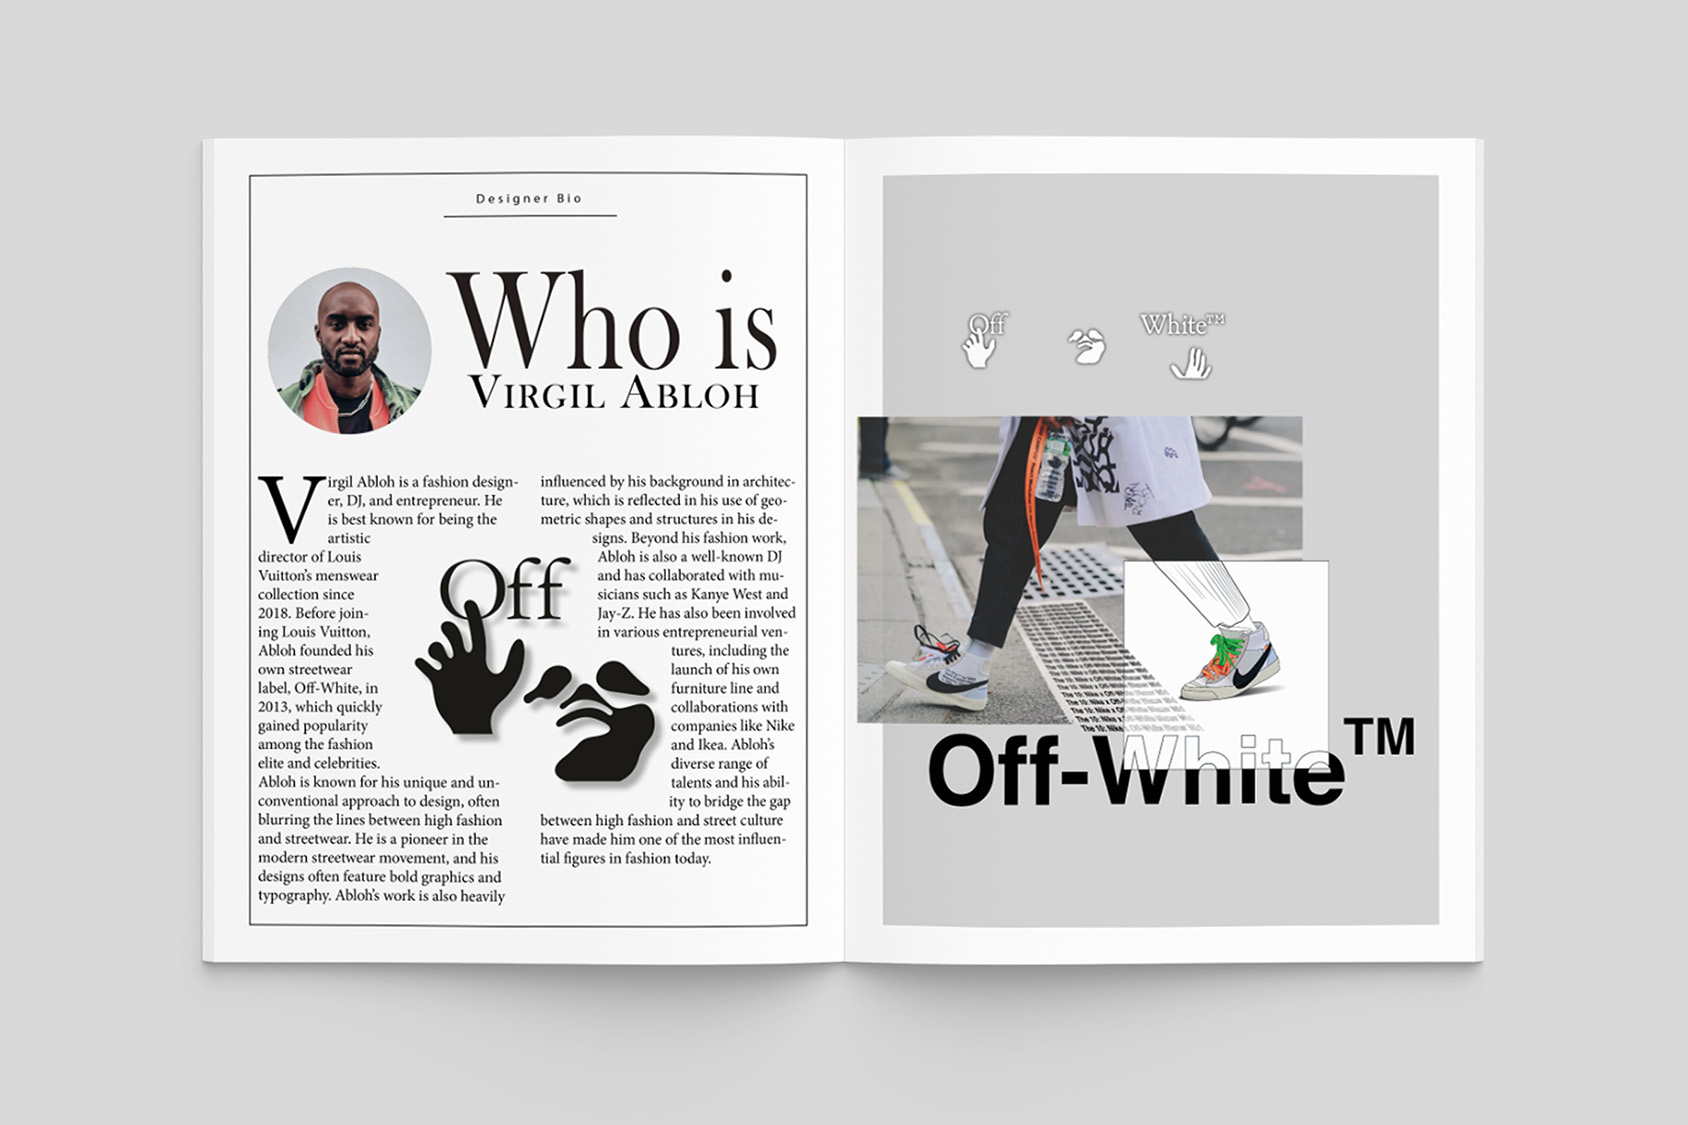 Designer Bio
Who is
VIRGIL ABLOH
Virgil Abloh is a fashion design-
er, DJ, and entrepreneur. He
is best known for being the
artistic
director of Louis
Vuitton's menswear
collection since
2018. Before join-
ing Louis Vuitton,
Abloh founded his
own streetwear
label, Off-White, in
2013, which quickly
gained popularity
among the fashion
elite and celebrities.
Abloh is known for his unique and un-
conventional approach to design, often
blurring the lines between high fashion
and streetwear. He is a pioneer in the
modern streetwear movement, and his
designs often feature bold graphics and
typography. Abloh's work is also heavily
Off
influenced by his background in architec-
ture, which is reflected in his use of geo-
metric shapes and structures in his de-
signs. Beyond his fashion work,
Abloh is also a well-known DJ
and has collaborated with mu-
sicians such as Kanye West and
Jay-Z. He has also been involved
in various entrepreneurial ven-
tures, including the
launch of his own
furniture line and
collaborations with
companies like Nike
and Ikea. Abloh's
diverse range of
talents and his abil-
ity to bridge the gap
between high fashion and street culture
have made him one of the most influen-
tial figures in fashion today.
Off White™
Off-White™